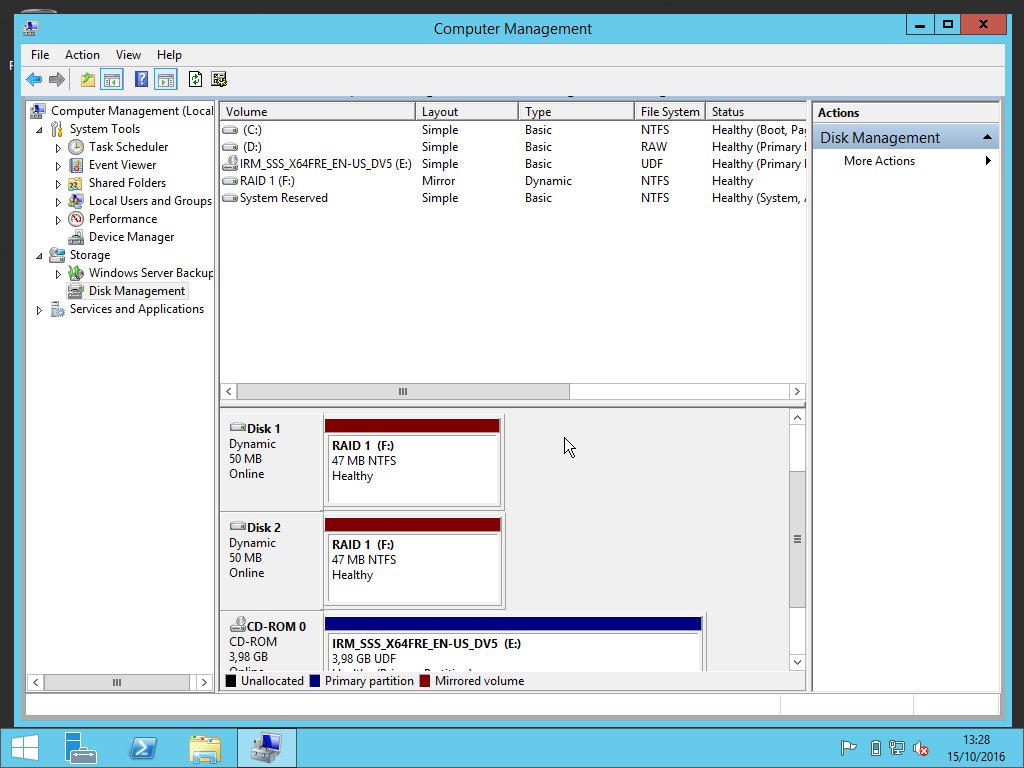 Computer Management
File Action View Help
Computer Management (Local
System Tools
Task Scheduler
Event Viewer
Shared Folders
Local Users and Groups
Performance
Device Manager
Storage
Windows Server Backup
Disk Management
Services and Applications
Volume Layout Type File System Status
(C:) Simple Basic NTFS Healthy (Boot, Pa
(D:) Simple Basic RAW Healthy (Primary
IRM_SSS_X64FRE_EN-US_DV5 (E:) Simple Basic UDF Healthy (Primary
RAID 1 (F:) Mirror Dynamic NTFS Healthy
System Reserved Simple Basic NTFS Healthy (System,
Disk 1
Dynamic
50 MB
Online
RAID 1 (F:)
47 MB NTFS
Healthy
Disk 2
Dynamic
50 MB
Online
RAID 1 (F:)
47 MB NTFS
Healthy
CD-ROM 0
CD-ROM
3,98 GB
IRM_SSS_X64FRE_EN-US_DV5 (E:)
3,98 GB UDF
Unallocated Primary partition Mirrored volume
Actions
Disk Management
More Actions
13:28
15/10/2016